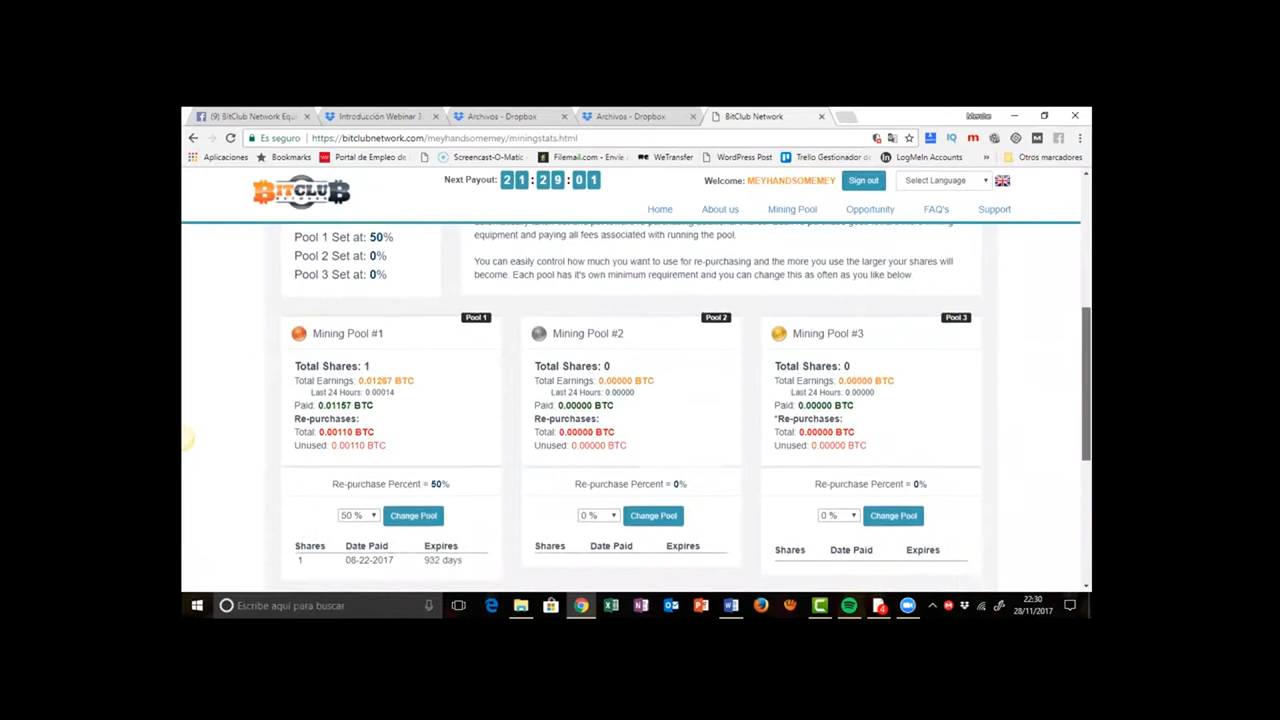 (9) BitClub Network Equ
Introducción Webinar 3.
Archivos - Dropbox
Archivos - Dropbox
BitClub Network
Memche
Es seguro
https://bitclubnetwork.com/meyhandsomemey/miningstats.html
Aplicaciones
Bookmarks
Portal de Empleo de
Screencast-O-Matic
Filemail.com - Envíe
WeTransfer
WordPress Post
Trello Gestionador de
LogMeIn Accounts
»
Otros marcadores
BITCLUB
NETWORK
Next Payout: 21:29:01
Welcome: MEYHANDSOMEMEY
Sign out
Select Language
Home
About us
Mining Pool
Opportunity
FAQ's
Support
Pool 1 Set at: 50%
Pool 2 Set at: 0%
Pool 3 Set at: 0%
equipment and paying all fees associated with running the pool.
You can easily control how much you want to use for re-purchasing and the more you use the larger your shares will
become. Each pool has it's own minimum requirement and you can change this as often as you like below.
Pool 1
Mining Pool #1
Total Shares: 1
Total Earnings: 0.01267 BTC
Last 24 Hours: 0.00014
Paid: 0.01157 BTC
Re-purchases:
Total: 0.00110 BTC
Unused: 0.00110 BTC
Re-purchase Percent = 50%
50 %
Change Pool
Shares Date Paid Expires
1 08-22-2017 932 days
Pool 2
Mining Pool #2
Total Shares: 0
Total Earnings: 0.00000 BTC
Last 24 Hours: 0.00000
Paid: 0.00000 BTC
Re-purchases:
Total: 0.00000 BTC
Unused: 0.00000 BTC
Re-purchase Percent = 0%
0 %
Change Pool
Shares Date Paid Expires
Pool 3
Mining Pool #3
Total Shares: 0
Total Earnings: 0.00000 BTC
Last 24 Hours: 0.00000
Paid: 0.00000 BTC
*Re-purchases:
Total: 0.00000 BTC
Unused: 0.00000 BTC
Re-purchase Percent = 0%
0 %
Change Pool
Shares Date Paid Expires
Escribe aquí para buscar
22:30
28/11/2017